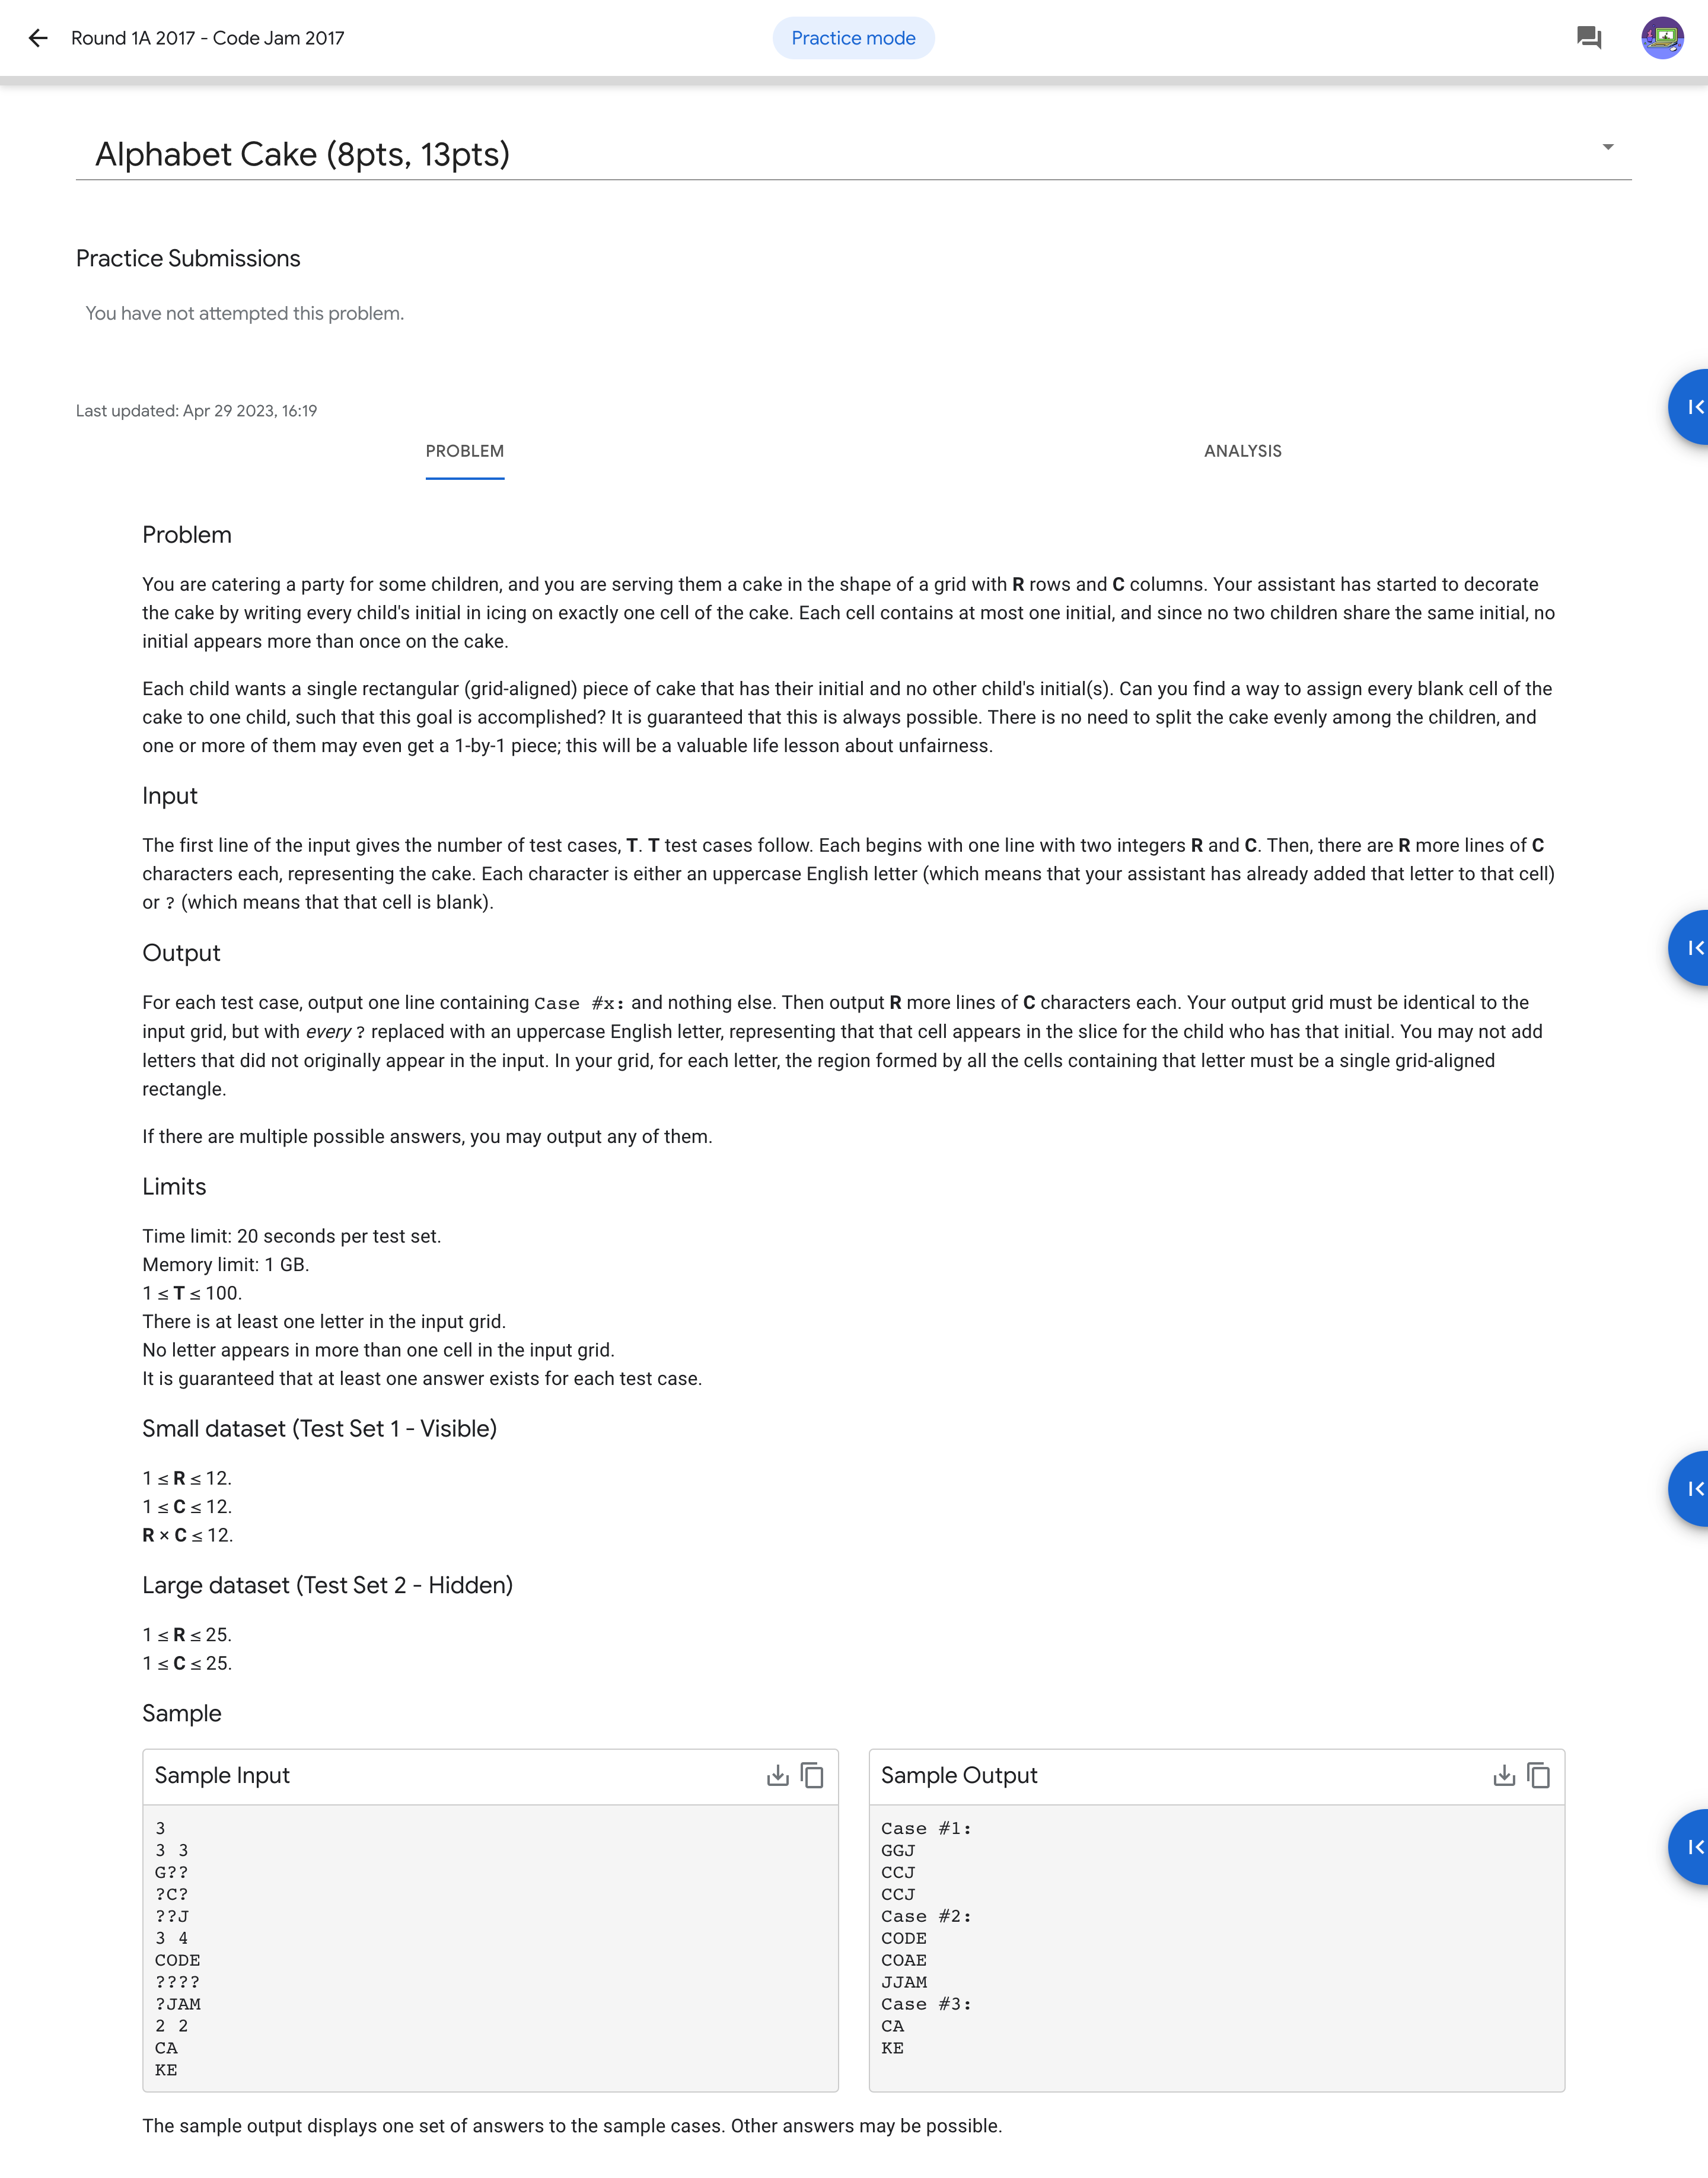 Round 1A 2017 - Code Jam 2017
Practice mode
Alphabet Cake (8pts, 13pts)
Practice Submissions
You have not attempted this problem.
Last updated: Apr 29 2023, 16:19
PROBLEM
ANALYSIS
Problem
You are catering a party for some children, and you are serving them a cake in the shape of a grid with R rows and C columns. Your assistant has started to decorate
the cake by writing every child's initial in icing on exactly one cell of the cake. Each cell contains at most one initial, and since no two children share the same initial, no
initial appears more than once on the cake.
Each child wants a single rectangular (grid-aligned) piece of cake that has their initial and no other child's initial(s). Can you find a way to assign every blank cell of the
cake to one child, such that this goal is accomplished? It is guaranteed that this is always possible. There is no need to split the cake evenly among the children, and
one or more of them may even get a 1-by-1 piece; this will be a valuable life lesson about unfairness.
Input
The first line of the input gives the number of test cases, T. T test cases follow. Each begins with one line with two integers R and C. Then, there are R more lines of C
characters each, representing the cake. Each character is either an uppercase English letter (which means that your assistant has already added that letter to that cell)
or ? (which means that that cell is blank).
Output
For each test case, output one line containing Case #x: and nothing else. Then output R more lines of C characters each. Your output grid must be identical to the
input grid, but with every ? replaced with an uppercase English letter, representing that that cell appears in the slice for the child who has that initial. You may not add
letters that did not originally appear in the input. In your grid, for each letter, the region formed by all the cells containing that letter must be a single grid-aligned
rectangle.
If there are multiple possible answers, you may output any of them.
Limits
Time limit: 20 seconds per test set.
Memory limit: 1 GB.
1 ≤ T ≤ 100.
There is at least one letter in the input grid.
No letter appears in more than one cell in the input grid.
It is guaranteed that at least one answer exists for each test case.
Small dataset (Test Set 1 - Visible)
1 ≤ R ≤ 12.
1 ≤ C ≤ 12.
R × C ≤ 12.
Large dataset (Test Set 2 - Hidden)
1 ≤ R ≤ 25.
1 ≤ C ≤ 25.
Sample
Sample Input
3
3 3
G??
?C?
??J
3 4
CODE
????
?JAM
2 2
CA
KE
Sample Output
Case #1:
GGJ
CCJ
CCJ
Case #2:
CODE
COAE
JJAM
Case #3:
CA
KE
The sample output displays one set of answers to the sample cases. Other answers may be possible.